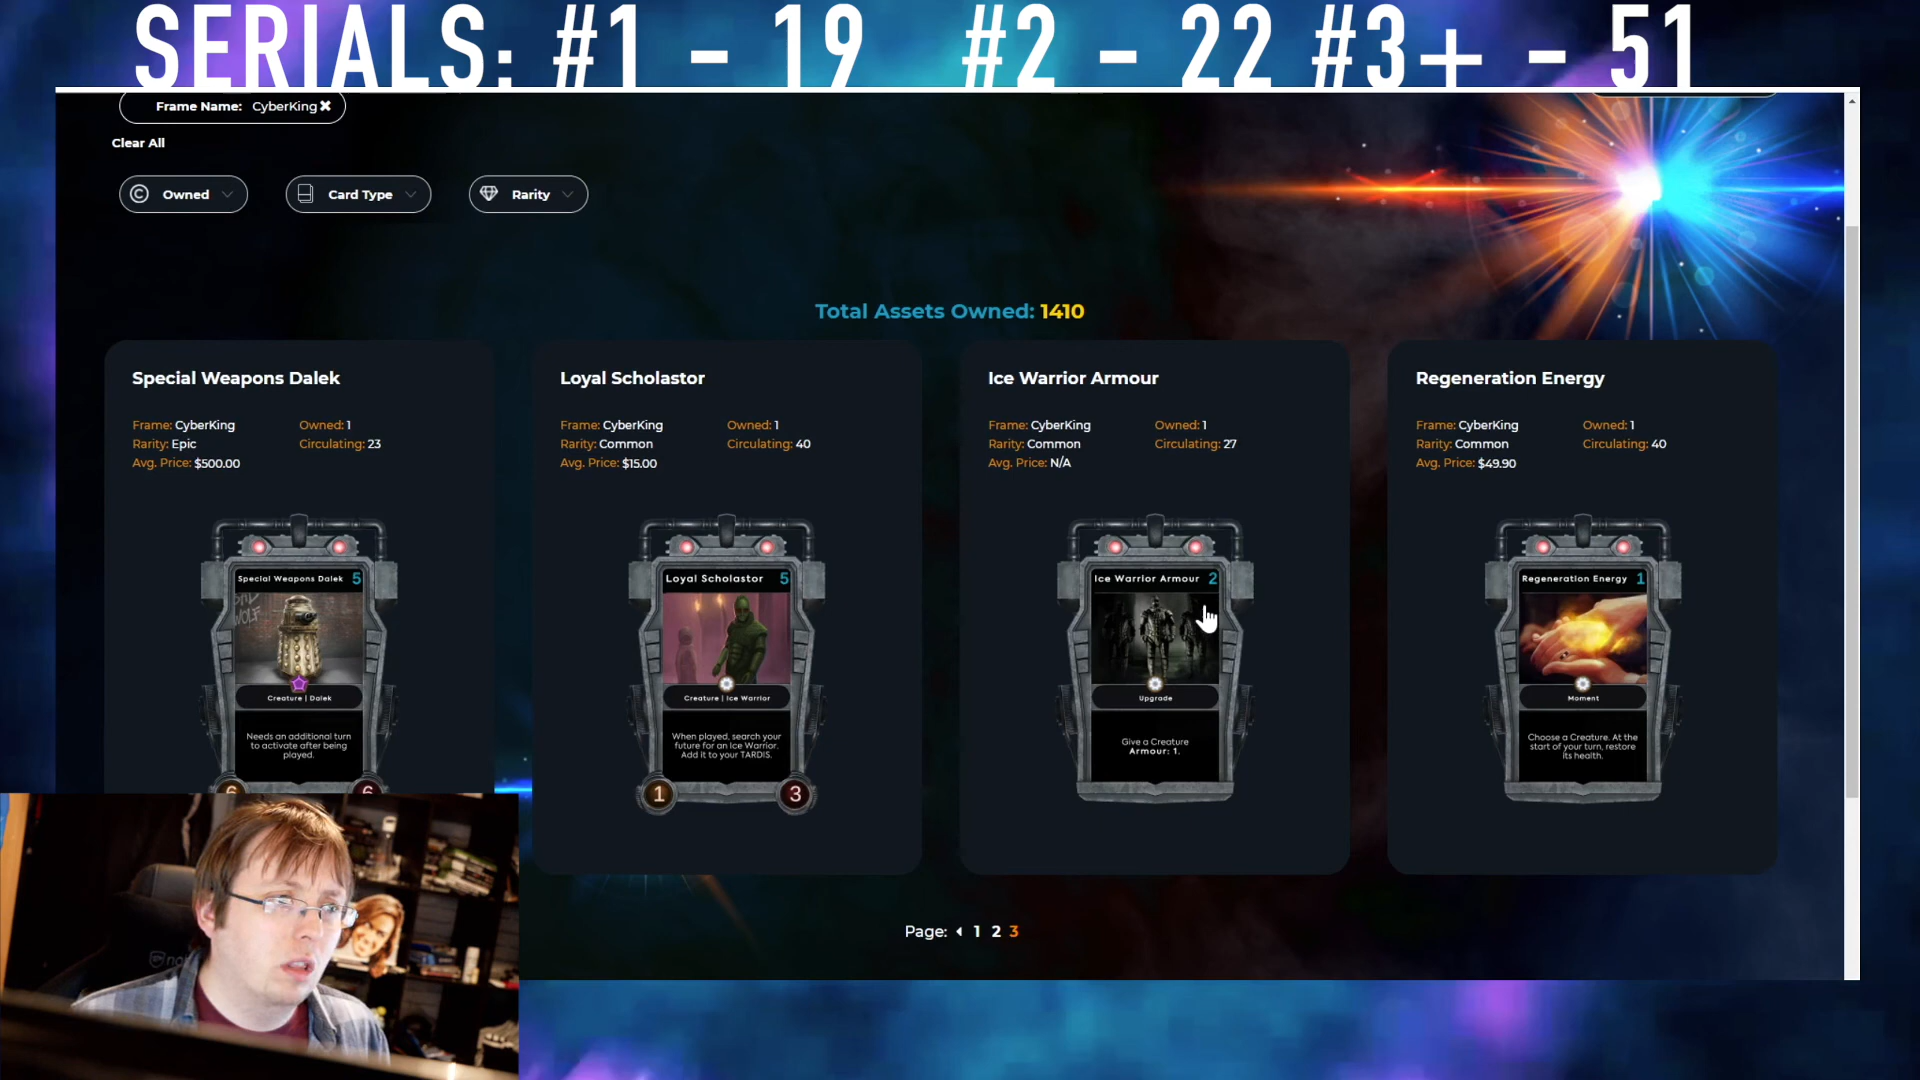 SERIALS: #1 - 19 #2 - 22 #3+ - 51
Frame Name: CyberKing
Clear All
Owned
Card Type
Rarity
Total Assets Owned: 1410
Special Weapons Dalek
Frame: CyberKing Owned: 1
Rarity: Epic Circulating: 23
Avg. Price: $500.00
Special Weapons Dalek 5
Creature | Dalek
Needs an additional turn
to activate after being
played.
Loyal Scholastor
Frame: CyberKing Owned: 1
Rarity: Common Circulating: 40
Avg. Price: $15.00
Loyal Scholastor 5
Creature | Ice Warrior
When played, search your
future for an Ice Warrior.
Add it to your TARDIS.
1 3
Ice Warrior Armour
Frame: CyberKing Owned: 1
Rarity: Common Circulating: 27
Avg. Price: N/A
Ice Warrior Armour 2
Upgrade
Give a Creature
Armour: 1.
Regeneration Energy
Frame: CyberKing Owned: 1
Rarity: Common Circulating: 40
Avg. Price: $49.90
Regeneration Energy 1
Moment
Choose a Creature. At the
start of your turn, restore
its health.
Page: 1 2 3